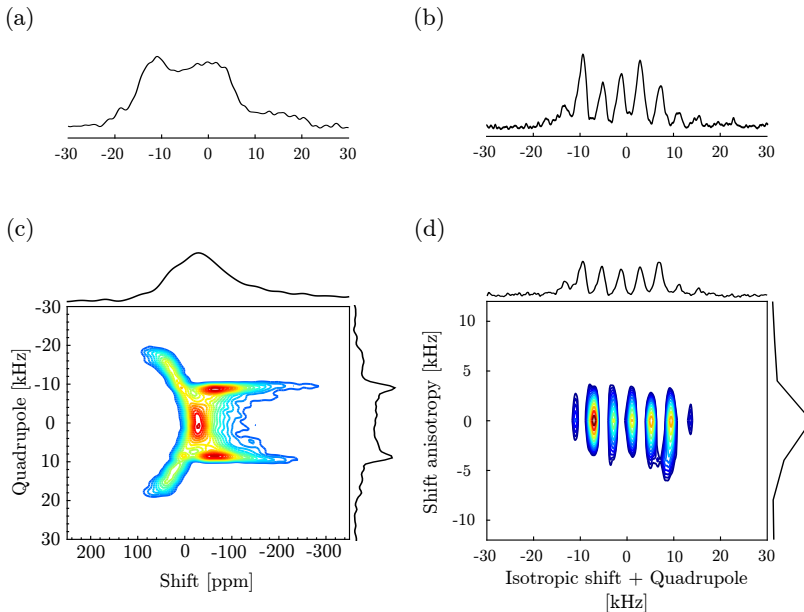 (a)
(b)
-30 -20 -10 0 10 20 30
-30 -20 -10 0 10 20 30
(c)
(d)
-30
-20
-10
0
10
20
30
Quadrupole [kHz]
200 100 0 -100 -200 -300
Shift [ppm]
10
5
0
-5
-10
Shift anisotropy [kHz]
-30 -20 -10 0 10 20 30
Isotropic shift + Quadrupole
[kHz]